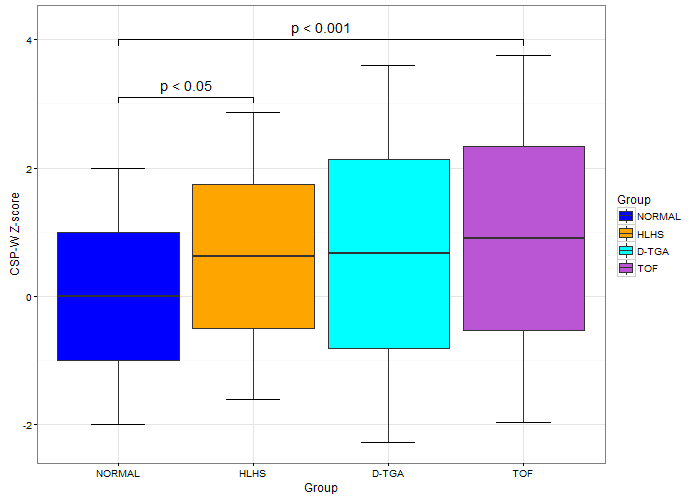 p < 0.001
p < 0.05
4
2
0
-2
CSP-W Z-score
NORMAL
HLHS
D-TGA
TOF
Group
Group
NORMAL
HLHS
D-TGA
TOF